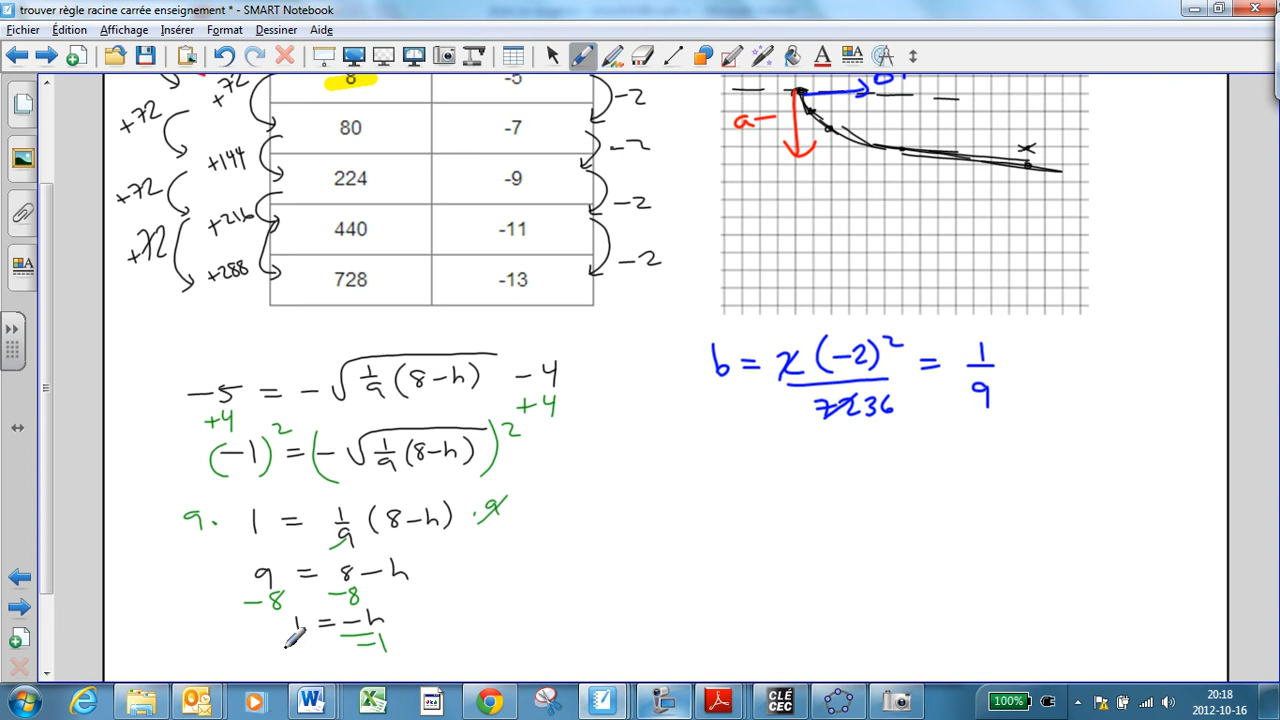 trouver règle racine carrée enseignement * - SMART Notebook
Fichier Édition Affichage Insérer Format Dessiner Aide
8 -5
+72 +72 -2
80 -7
+144 -2
224 -9
+72 +216 -2
440 -11
+72 +288 -2
728 -13
a-
x
b = x(-2)² / 7236 = 1/9
-5 = -√(1/9(8-h)) - 4
+4 +4
(-1)² = (-√(1/9(8-h)))²
9. 1 = 1/9 (8-h) .9
9 = 8-h
-8 -8
1 = -h
-1
100%
CLÉ CEC
20:18
2012-10-16